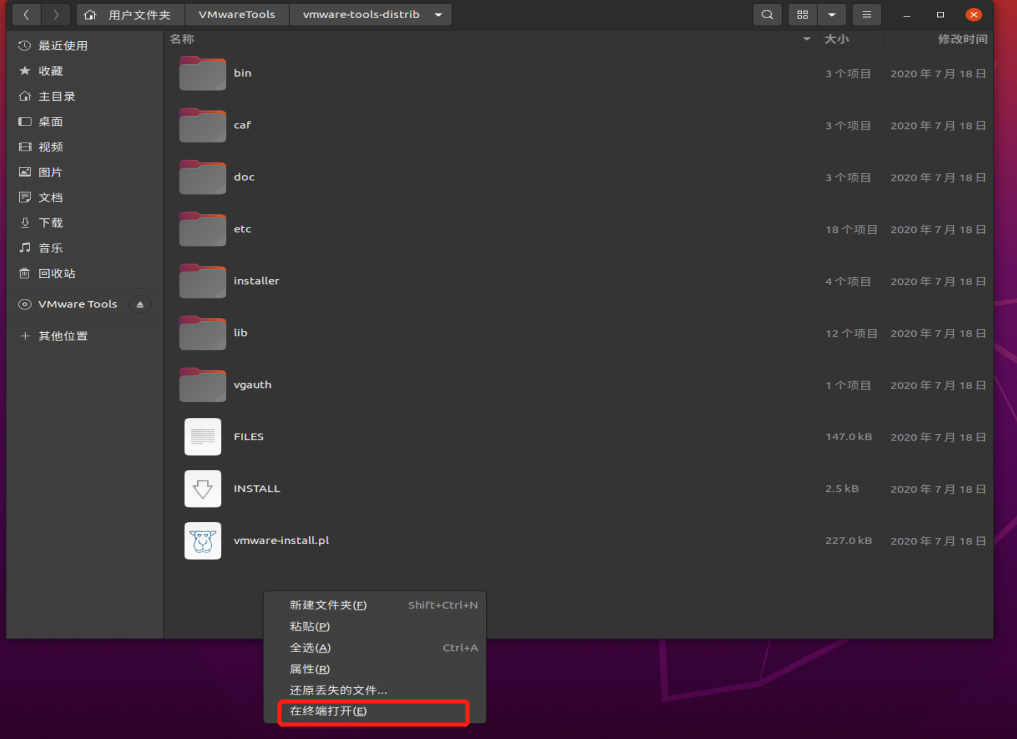 用户文件夹 VMwareTools vmware-tools-distrib
名称 大小 修改时间
最近使用
收藏
主目录
桌面
视频
图片
文档
下载
音乐
回收站
VMware Tools
其他位置
bin 3 个项目 2020 年 7 月 18 日
caf 3 个项目 2020 年 7 月 18 日
doc 3 个项目 2020 年 7 月 18 日
etc 18 个项目 2020 年 7 月 18 日
installer 4 个项目 2020 年 7 月 18 日
lib 12 个项目 2020 年 7 月 18 日
vgauth 1 个项目 2020 年 7 月 18 日
FILES 147.0 kB 2020 年 7 月 18 日
INSTALL 2.5 kB 2020 年 7 月 18 日
vmware-install.pl 227.0 kB 2020 年 7 月 18 日
新建文件夹(F) Shift+Ctrl+N
粘贴(P)
全选(A) Ctrl+A
属性(R)
还原丢失的文件...
在终端打开(E)